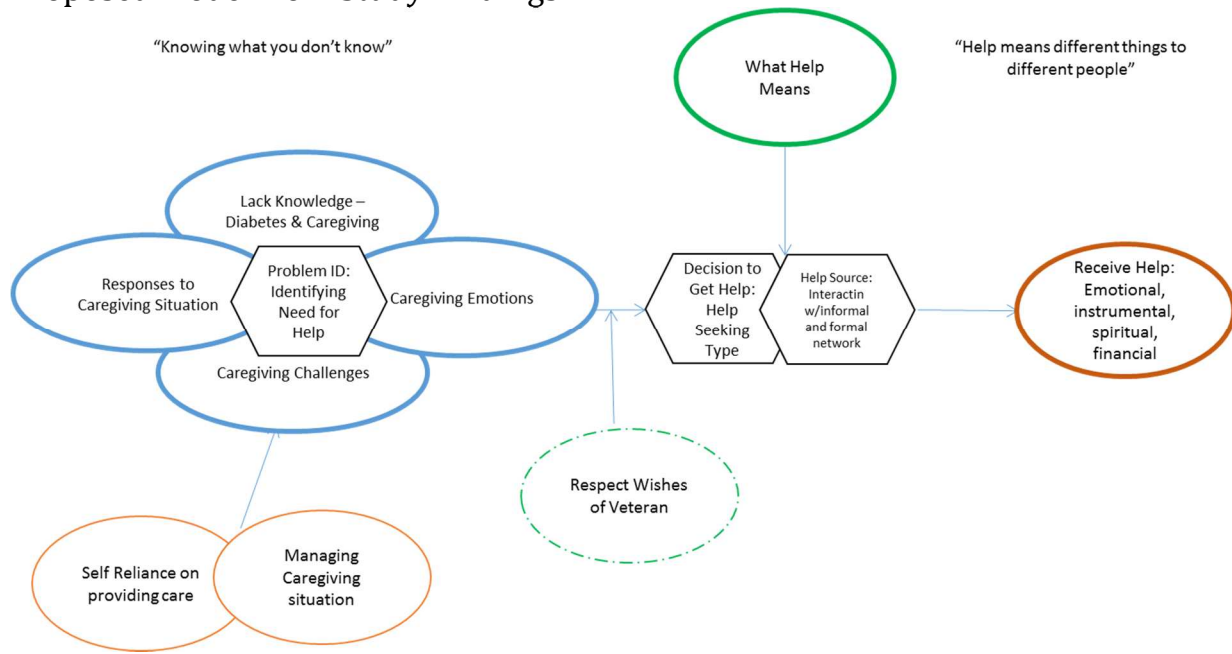 “Knowing what you don’t know”
What Help
Means
“Help means different things to
different people”
Lack Knowledge –
Diabetes & Caregiving
Responses to
Caregiving Situation
Problem ID:
Identifying
Need for
Help
Caregiving Emotions
Caregiving Challenges
Decision to
Get Help:
Help
Seeking
Type
Help Source:
Interactin
w/informal
and formal
network
Receive Help:
Emotional,
instrumental,
spiritual,
financial
Respect Wishes
of Veteran
Self Reliance on
providing care
Managing
Caregiving
situation